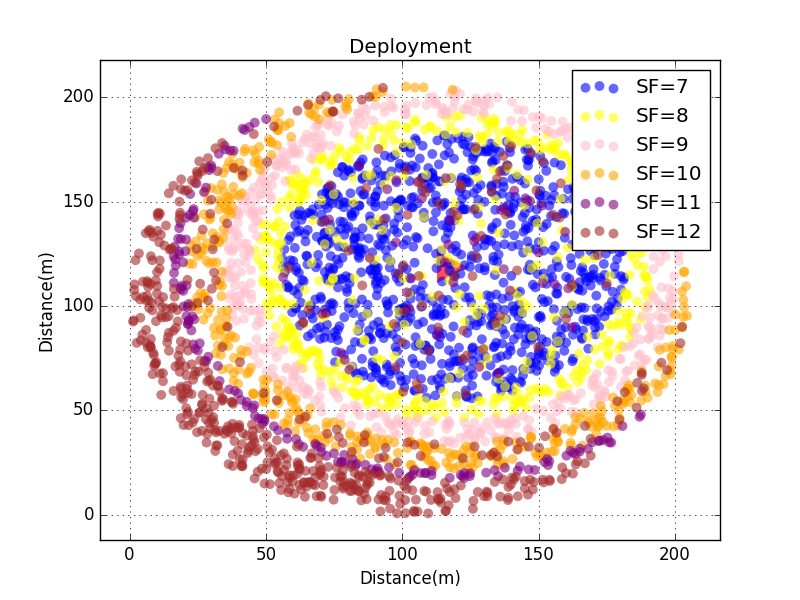 Deployment
SF=7
SF=8
SF=9
SF=10
SF=11
SF=12
200
150
100
50
0
Distance(m)
0 50 100 150 200
Distance(m)